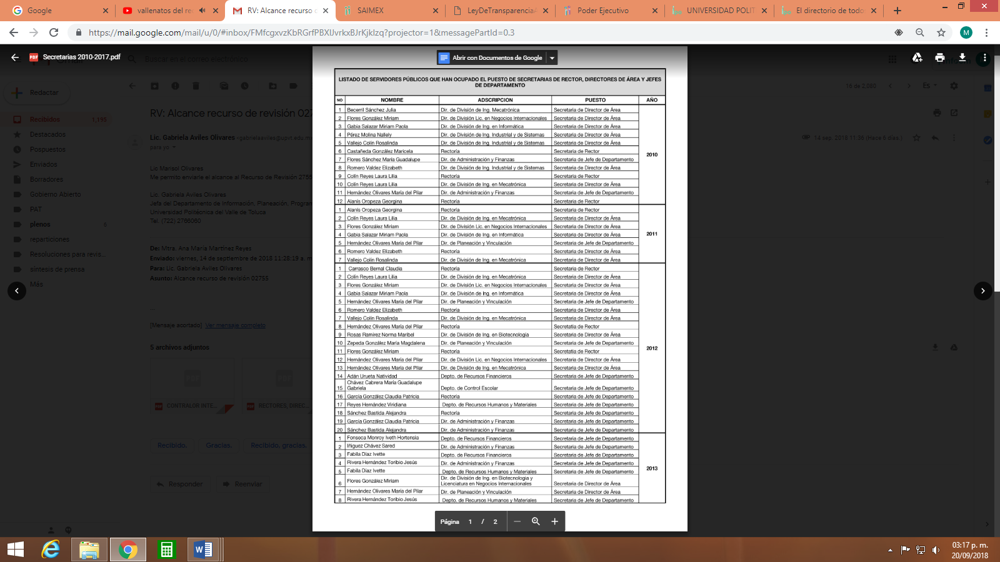 Google
vallenatos del re
RV: Alcance recurso d
SAIMEX
LeyDeTransparencia
Poder Ejecutivo
UNIVERSIDAD POLIT
El directorio de todo
https://mail.google.com/mail/u/0/#inbox/FMfcgxvzKbRGrfPBXlJvrkxBJrKjkIzq?projector=1&messagePartId=0.3
M
PDF Secretarias 2010-2017.pdf
Abrir con Documentos de Google
Buscar en el correo electrónico
Redactar
16 de 2,080
Es
Recibidos 1,195
Destacados
Pospuestos
Enviados
Borradores
Gobierno Abierto
PAT
plenos 6
reparticiones
Resoluciones para revis...
síntesis de prensa
Más
RV: Alcance recurso de revisión 027
Lic. Gabriela Aviles Olivares <gabrielaaviles@upvt.edu.m
para yo
14 sep. 2018 11:36 (Hace 6 días.)
Lic Marisol Olivares
Me permito enviarle el alcance al Recurso de Revisión 2755
Lic. Gabriela Aviles Olivares
Jefa del Departamento de Información, Planeación, Program
Universidad Politécnica del Valle de Toluca
Tel. (722) 2766060
De: Mtra. Ana Maria Martínez Reyes
Enviado: viernes, 14 de septiembre de 2018 11:28:19 a. m
Para: Lic. Gabriela Aviles Olivares
Asunto: Alcance recurso de revisión 02755
...
[Mensaje acortado] Ver mensaje completo
5 archivos adjuntos
PDF CONTRALOR INTE...
PDF RECTORES, DIREC...
Recibido.
Gracias.
Recibido, gracias.
Responder
Reenviar
LISTADO DE SERVIDORES PÚBLICOS QUE HAN OCUPADO EL PUESTO DE SECRETARIAS DE RECTOR, DIRECTORES DE ÁREA Y JEFES
DE DEPARTAMENTO
NO NOMBRE ADSCRIPCION PUESTO AÑO
1 Becerril Sánchez Julia Dir. de División de Ing. Mecatrónica Secretaria de Director de Área
2 Flores González Miriam Dir. de División Lic. en Negocios Internacionales Secretaria de Director de Área
3 Gabia Salazar Miriam Paola Dir. de División de Ing. en Informática Secretaria de Director de Área
4 Pérez Molina Nallely Dir. de División de Ing. Industrial y de Sistemas Secretaria de Director de Área
5 Vallejo Colín Rosalinda Dir. de División de Ing. Industrial y de Sistemas Secretaria de Director de Área
6 Castañeda González Maricela Rectoría Secretaria de Rector
2010
7 Flores Sánchez María Guadalupe Dir. de Administración y Finanzas Secretaria de Jefe de Departamento
8 Romero Valdez Elizabeth Dir. de División de Ing. Industrial y de Sistemas Secretaria de Director de Área
9 Colín Reyes Laura Lilia Rectoría Secretaria de Rector
10 Colín Reyes Laura Lilia Dir. de División de Ing. en Mecatrónica Secretaria de Director de Área
11 Hernández Olivares María del Pilar Dir. de Administración y Finanzas Secretaria de Jefe de Departamento
12 Alanís Oropeza Georgina Rectoría Secretaria de Rector
1 Alanís Oropeza Georgina Rectoría Secretaria de Rector
2 Colín Reyes Laura Lilia Dir. de División de Ing. en Mecatrónica Secretaria de Director de Área
3 Flores González Miriam Dir. de División Lic. en Negocios Internacionales Secretaria de Director de Área
4 Gabia Salazar Miriam Paola Dir. de División de Ing. en Informática Secretaria de Director de Área
2011
5 Hernández Olivares María del Pilar Dir. de Planeación y Vinculación Secretaria de Jefe de Departamento
6 Romero Valdez Elizabeth Rectoría Secretaria de Director de Área
7 Vallejo Colín Rosalinda Dir. de División de Ing. en Mecatrónica Secretaria de Director de Área
1 Carrasco Bernal Claudia Rectoría Secretaria de Rector
2 Colín Reyes Laura Lilia Dir. de División de Ing. en Mecatrónica Secretaria de Director de Área
3 Flores González Miriam Dir. de División Lic. en Negocios Internacionales Secretaria de Director de Área
4 Gabia Salazar Miriam Paola Dir. de División de Ing. en Informática Secretaria de Director de Área
5 Hernández Olivares María del Pilar Dir. de Planeación y Vinculación Secretaria de Jefe de Departamento
6 Romero Valdez Elizabeth Rectoría Secretaria de Director de Área
7 Vallejo Colín Rosalinda Dir. de División de Ing. en Mecatrónica Secretaria de Director de Área
8 Hernández Olivares María del Pilar Rectoría Secretatia de Rector
9 Rosas Ramírez Norma Maribel Dir. de División de Ing. en Biotecnología Secretaria de Director de Área
10 Zepeda González María Magdalena Dir. de Planeación y Vinculación Secretaria de Jefe de Departamento
2012
11 Flores González Miriam Rectoría Secretatia de Rector
12 Hernández Olivares María del Pilar Dir. de División Lic. en Negocios Internacionales Secretaria de Director de Área
13 Hernández Olivares María del Pilar Dir. de División de Ing. en Mecatrónica Secretaria de Director de Área
14 Adán Urueta Natividad Depto. de Recursos Financieros Secretaria de Jefe de Departamento
15 Chávez Cabrera María Guadalupe
Gabriela Depto. de Control Escolar Secretaria de Jefe de Departamento
16 García González Claudia Patricia Rectoría Secretaria de Jefe de Departamento
17 Reyes Hernández Viridiana Depto. de Recursos Humanos y Materiales Secretaria de Jefe de Departamento
18 Sánchez Bastida Alejandra Rectoría Secretaria de Jefe de Departamento
19 García González Claudia Patricia Dir. de Administración y Finanzas Secretaria de Jefe de Departamento
20 Sánchez Bastida Alejandra Dir. de Administración y Finanzas Secretaria de Jefe de Departamento
1 Fonseca Monroy Iveth Hortensia Depto. de Recursos Financieros Secretaria de Jefe de Departamento
2 Iñiguez Chávez Sared Dir. de Administración y Finanzas Secretaria de Jefe de Departamento
3 Fabila Díaz Ivette Depto. de Recursos Financieros Secretaria de Jefe de Departamento
4 Rivera Hernández Toribio Jesús Dir. de Administración y Finanzas Secretaria de Jefe de Departamento
2013
5 Fabila Díaz Ivette Depto. de Recursos Humanos y Materiales Secretaria de Jefe de Departamento
6 Flores González Miriam Dir. de División de Ing. en Biotecnología y
Licenciatura en Negocios Internacionales Secretaria de Director de Área
7 Hernández Olivares María del Pilar Dir. de Planeación y Vinculación Secretaria de Director de Área
8 Rivera Hernández Toribio Jesús Depto. de Recursos Humanos y Materiales Secretaria de Jefe de Departamento
Página 1 / 2
03:17 p. m.
20/09/2018